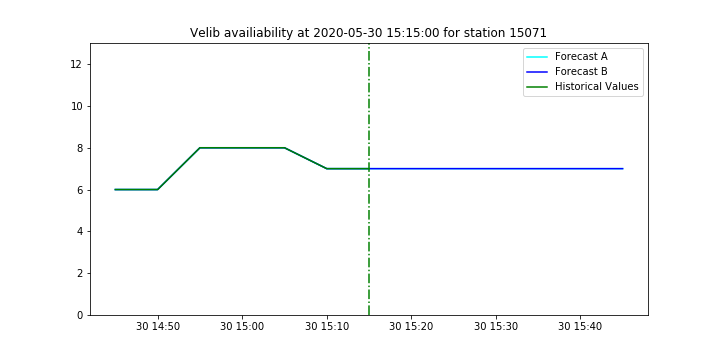 Velib availiability at 2020-05-30 15:15:00 for station 15071
Forecast A
Forecast B
Historical Values
12
10
8
6
4
2
0
30 14:50 30 15:00 30 15:10 30 15:20 30 15:30 30 15:40